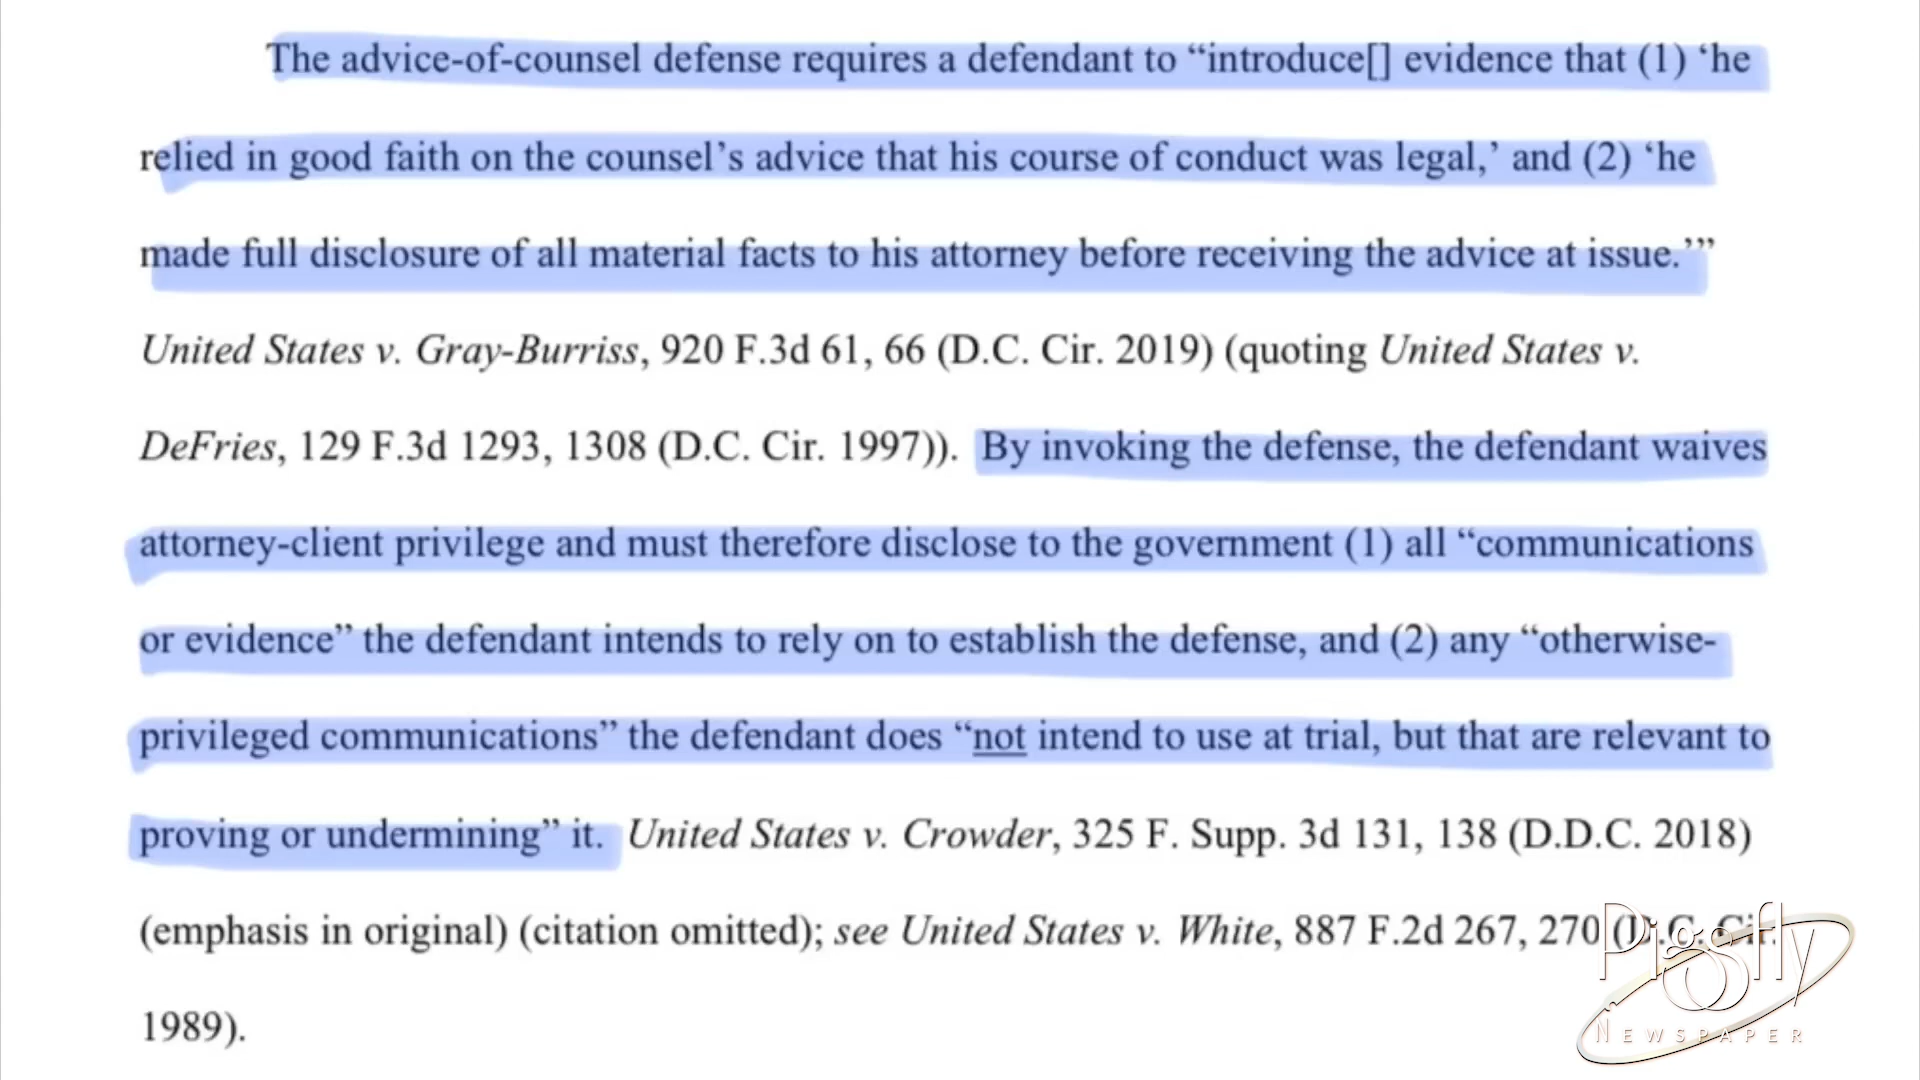 The advice-of-counsel defense requires a defendant to “introduce[] evidence that (1) ‘he
relied in good faith on the counsel’s advice that his course of conduct was legal,’ and (2) ‘he
made full disclosure of all material facts to his attorney before receiving the advice at issue.’”
United States v. Gray-Burriss, 920 F.3d 61, 66 (D.C. Cir. 2019) (quoting United States v.
DeFries, 129 F.3d 1293, 1308 (D.C. Cir. 1997)). By invoking the defense, the defendant waives
attorney-client privilege and must therefore disclose to the government (1) all “communications
or evidence” the defendant intends to rely on to establish the defense, and (2) any “otherwise-
privileged communications” the defendant does “not intend to use at trial, but that are relevant to
proving or undermining” it. United States v. Crowder, 325 F. Supp. 3d 131, 138 (D.D.C. 2018)
(emphasis in original) (citation omitted); see United States v. White, 887 F.2d 267, 270 (D.C. Cir.
1989).
Piggfly
NEWSPAPER